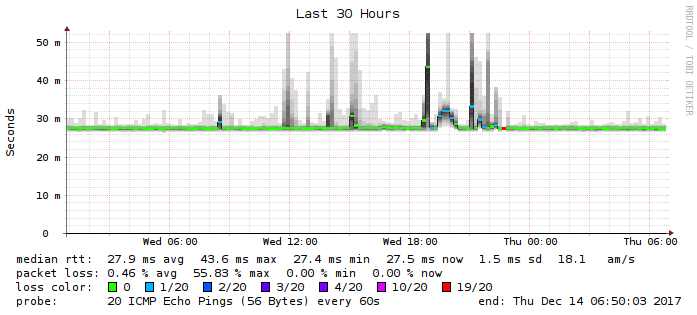 Last 30 Hours
RRDTOOL / TOBI OETIKER
Seconds
50 m
40 m
30 m
20 m
10 m
0
Wed 06:00 Wed 12:00 Wed 18:00 Thu 00:00 Thu 06:00
median rtt: 27.9 ms avg 43.6 ms max 27.4 ms min 27.5 ms now 1.5 ms sd 18.1 am/s
packet loss: 0.46 % avg 55.83 % max 0.00 % min 0.00 % now
loss color: 0 1/20 2/20 3/20 4/20 10/20 19/20
probe: 20 ICMP Echo Pings (56 Bytes) every 60s end: Thu Dec 14 06:50:03 2017